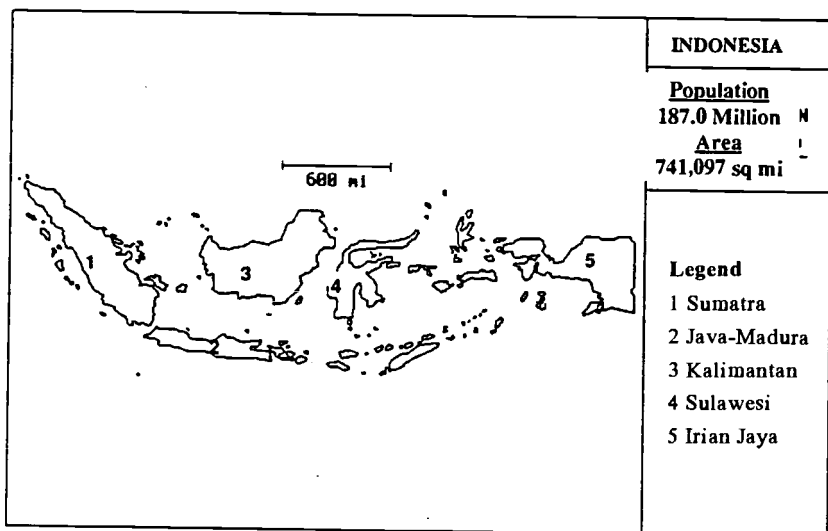 INDONESIA
Population
187.0 Million N
Area
741,097 sq mi
600 mi
1
3
4
5
Legend
1 Sumatra
2 Java-Madura
3 Kalimantan
4 Sulawesi
5 Irian Jaya